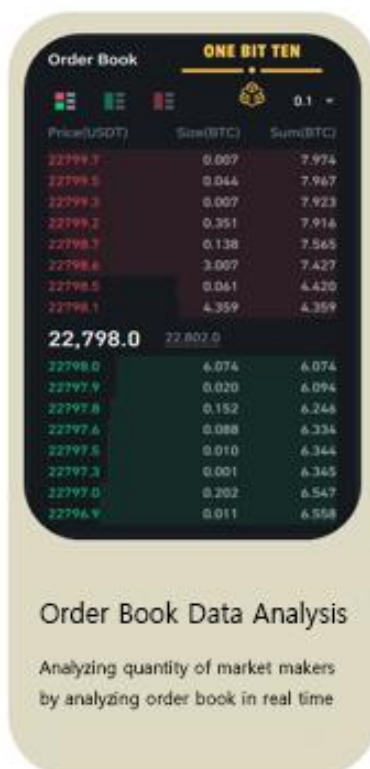 Order Book
ONE BIT TEN
0.1
Price(USDT) Size(BTC) Sum(BTC)
22799.7 0.007 7.974
22799.5 0.044 7.967
22799.3 0.007 7.923
22799.2 0.351 7.916
22798.7 0.138 7.565
22798.6 3.007 7.427
22798.5 0.061 4.420
22798.1 4.359 4.359
22,798.0 22,802.0
22798.0 6.074 6.074
22797.9 0.020 6.094
22797.8 0.152 6.246
22797.6 0.088 6.334
22797.5 0.010 6.344
22797.3 0.001 6.345
22797.0 0.202 6.547
22796.9 0.011 6.558
Order Book Data Analysis
Analyzing quantity of market makers
by analyzing order book in real time